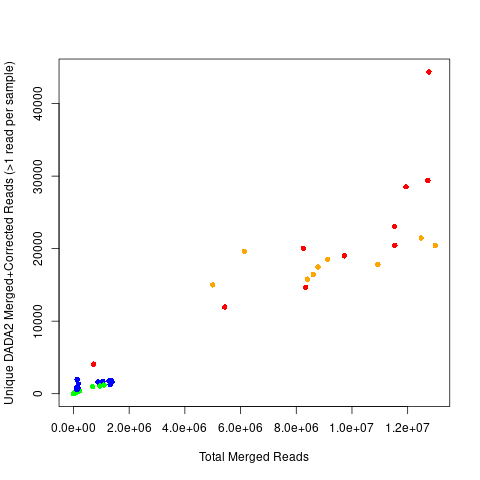 Unique DADA2 Merged+Corrected Reads (>1 read per sample)
40000
30000
20000
10000
0
0.0e+00 2.0e+06 4.0e+06 6.0e+06 8.0e+06 1.0e+07 1.2e+07
Total Merged Reads